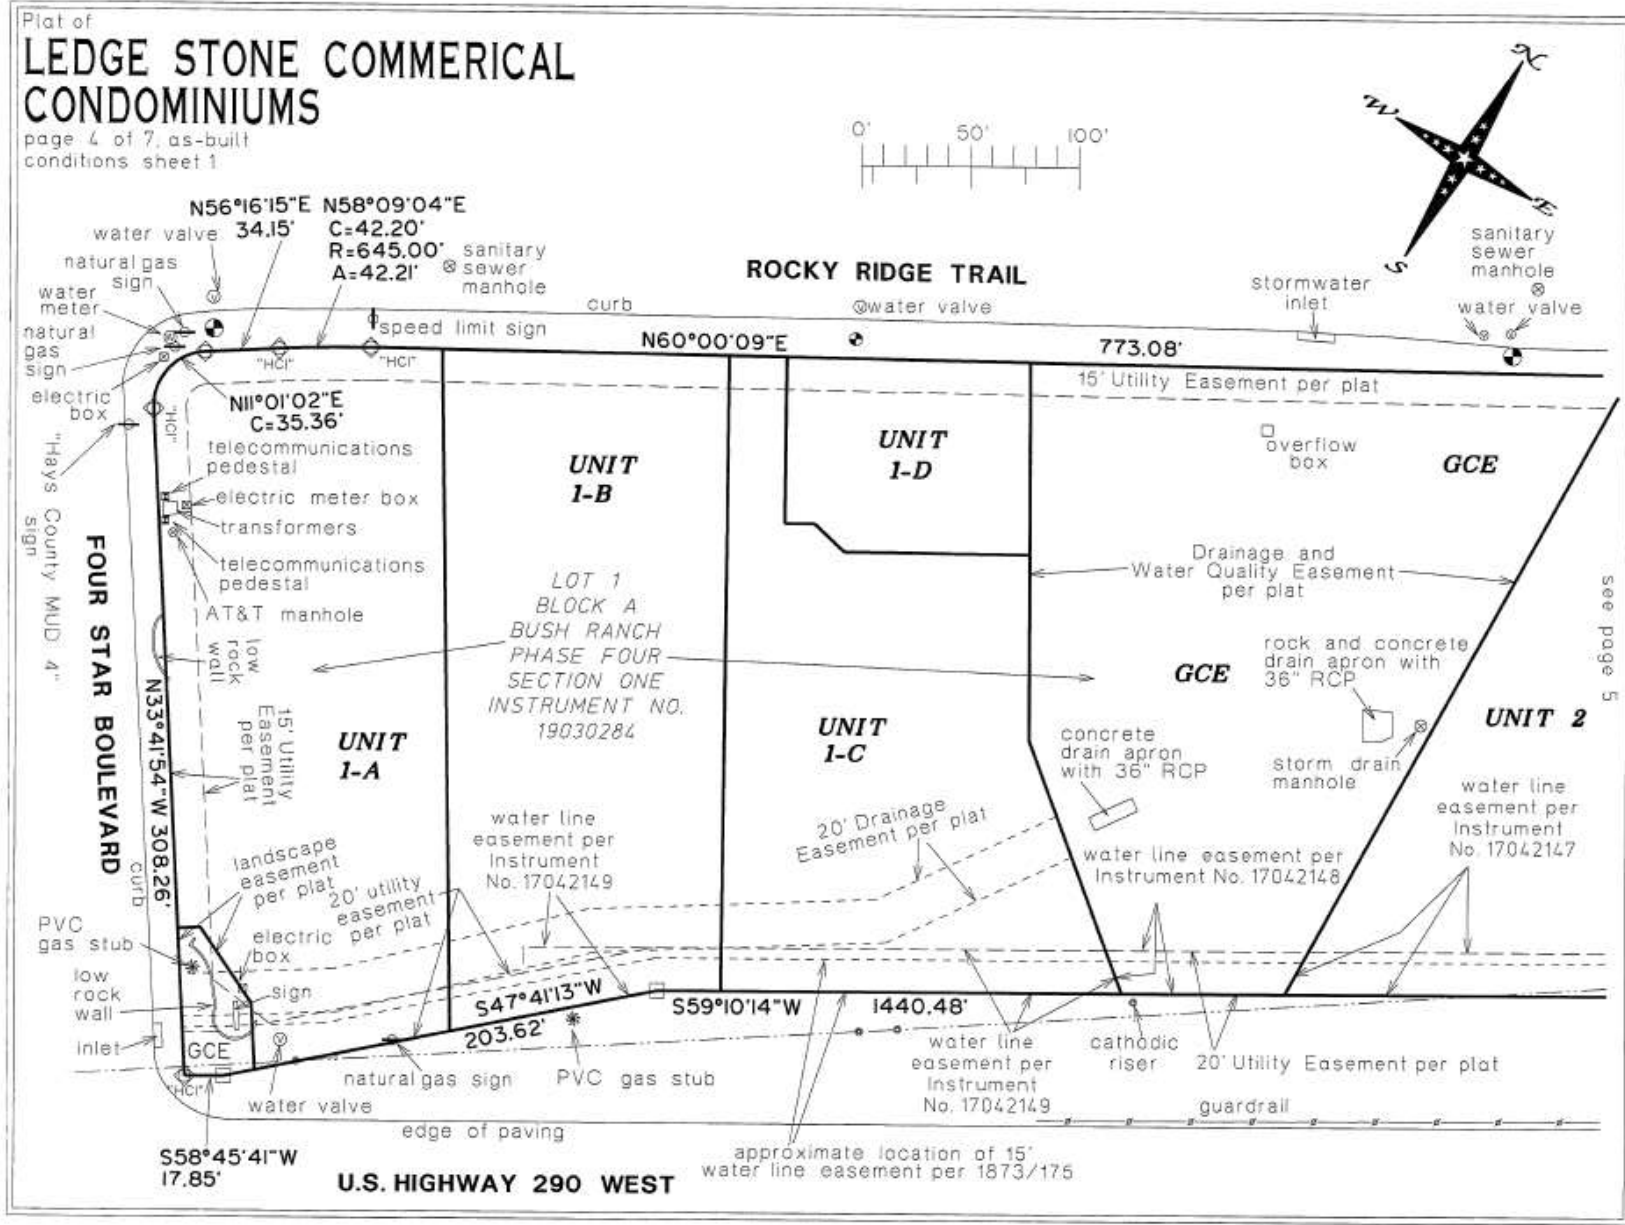 Plat of
LEDGE STONE COMMERICAL
CONDOMINIUMS
page 4 of 7, as-built
conditions sheet 1
0' 50' 100'
N
W
E
S
N56°16'15"E
34.15'
N58°09'04"E
C=42.20'
R=645.00'
A=42.21'
water valve
natural gas
sign
water
meter
natural
gas
sign
electric
box
sanitary
sewer
manhole
speed limit sign
curb
ROCKY RIDGE TRAIL
water valve
stormwater
inlet
sanitary
sewer
manhole
water valve
N60°00'09"E
773.08'
15' Utility Easement per plat
"HCI"
"HCI"
"HCI"
N11°01'02"E
C=35.36'
telecommunications
pedestal
electric meter box
transformers
telecommunications
pedestal
AT&T manhole
"Hays County MUD 4"
sign
FOUR STAR BOULEVARD
low
rock
wall
N33°41'54"W 308.26'
15' Utility
Easement
per plat
curb
UNIT
1-A
UNIT
1-B
UNIT
1-D
UNIT
1-C
LOT 1
BLOCK A
BUSH RANCH
PHASE FOUR
SECTION ONE
INSTRUMENT NO.
19030284
overflow
box
GCE
Drainage and
Water Quality Easement
per plat
rock and concrete
drain apron with
36" RCP
GCE
UNIT 2
see page 5
concrete
drain apron
with 36" RCP
storm drain
manhole
water line
easement per
Instrument
No. 17042147
20' Drainage
Easement per plat
water line easement per
Instrument No. 17042148
water line
easement per
Instrument
No. 17042149
landscape
easement
per plat
20' utility
easement
per plat
electric
box
PVC
gas stub
low
rock
wall
sign
inlet
GCE
"HCI"
S47°41'13"W
203.62'
S59°10'14"W
1440.48'
natural gas sign
PVC gas stub
water valve
water line
easement per
Instrument
No. 17042149
cathodic
riser
20' Utility Easement per plat
guardrail
edge of paving
S58°45'41"W
17.85'
U.S. HIGHWAY 290 WEST
approximate location of 15'
water line easement per 1873/175